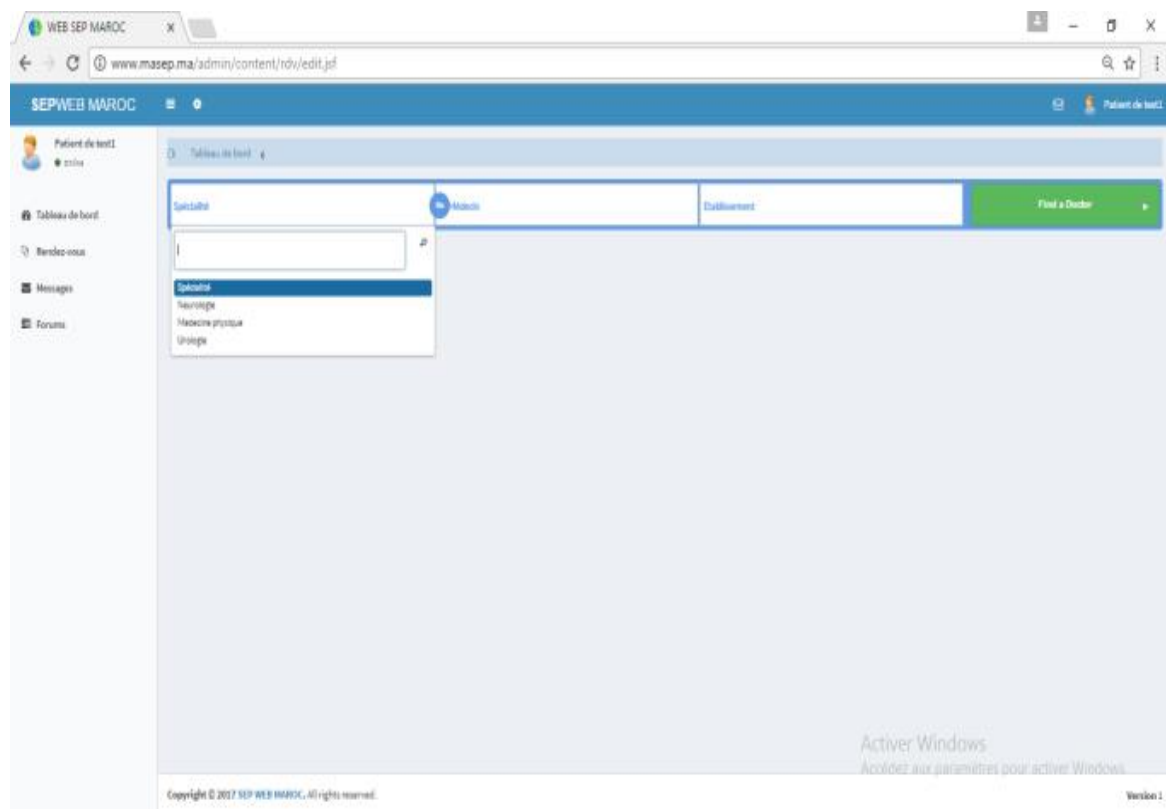 WEB SEP MAROC
www.masep.ma/admin/content/rdv/edit.jsf
SEPWEB MAROC
Patient de test1
Patient de test1
Tableau de bord
Spécialité
Médecin
Etablissement
Find a Doctor
Tableau de bord
Rendez-vous
Messages
Forums
Spécialité
Neurologie
Medecine physique
Urologie
Activer Windows
Accédez aux paramètres pour activer Windows.
Copyright © 2017 SEP WEB MAROC. All rights reserved.
Version 1